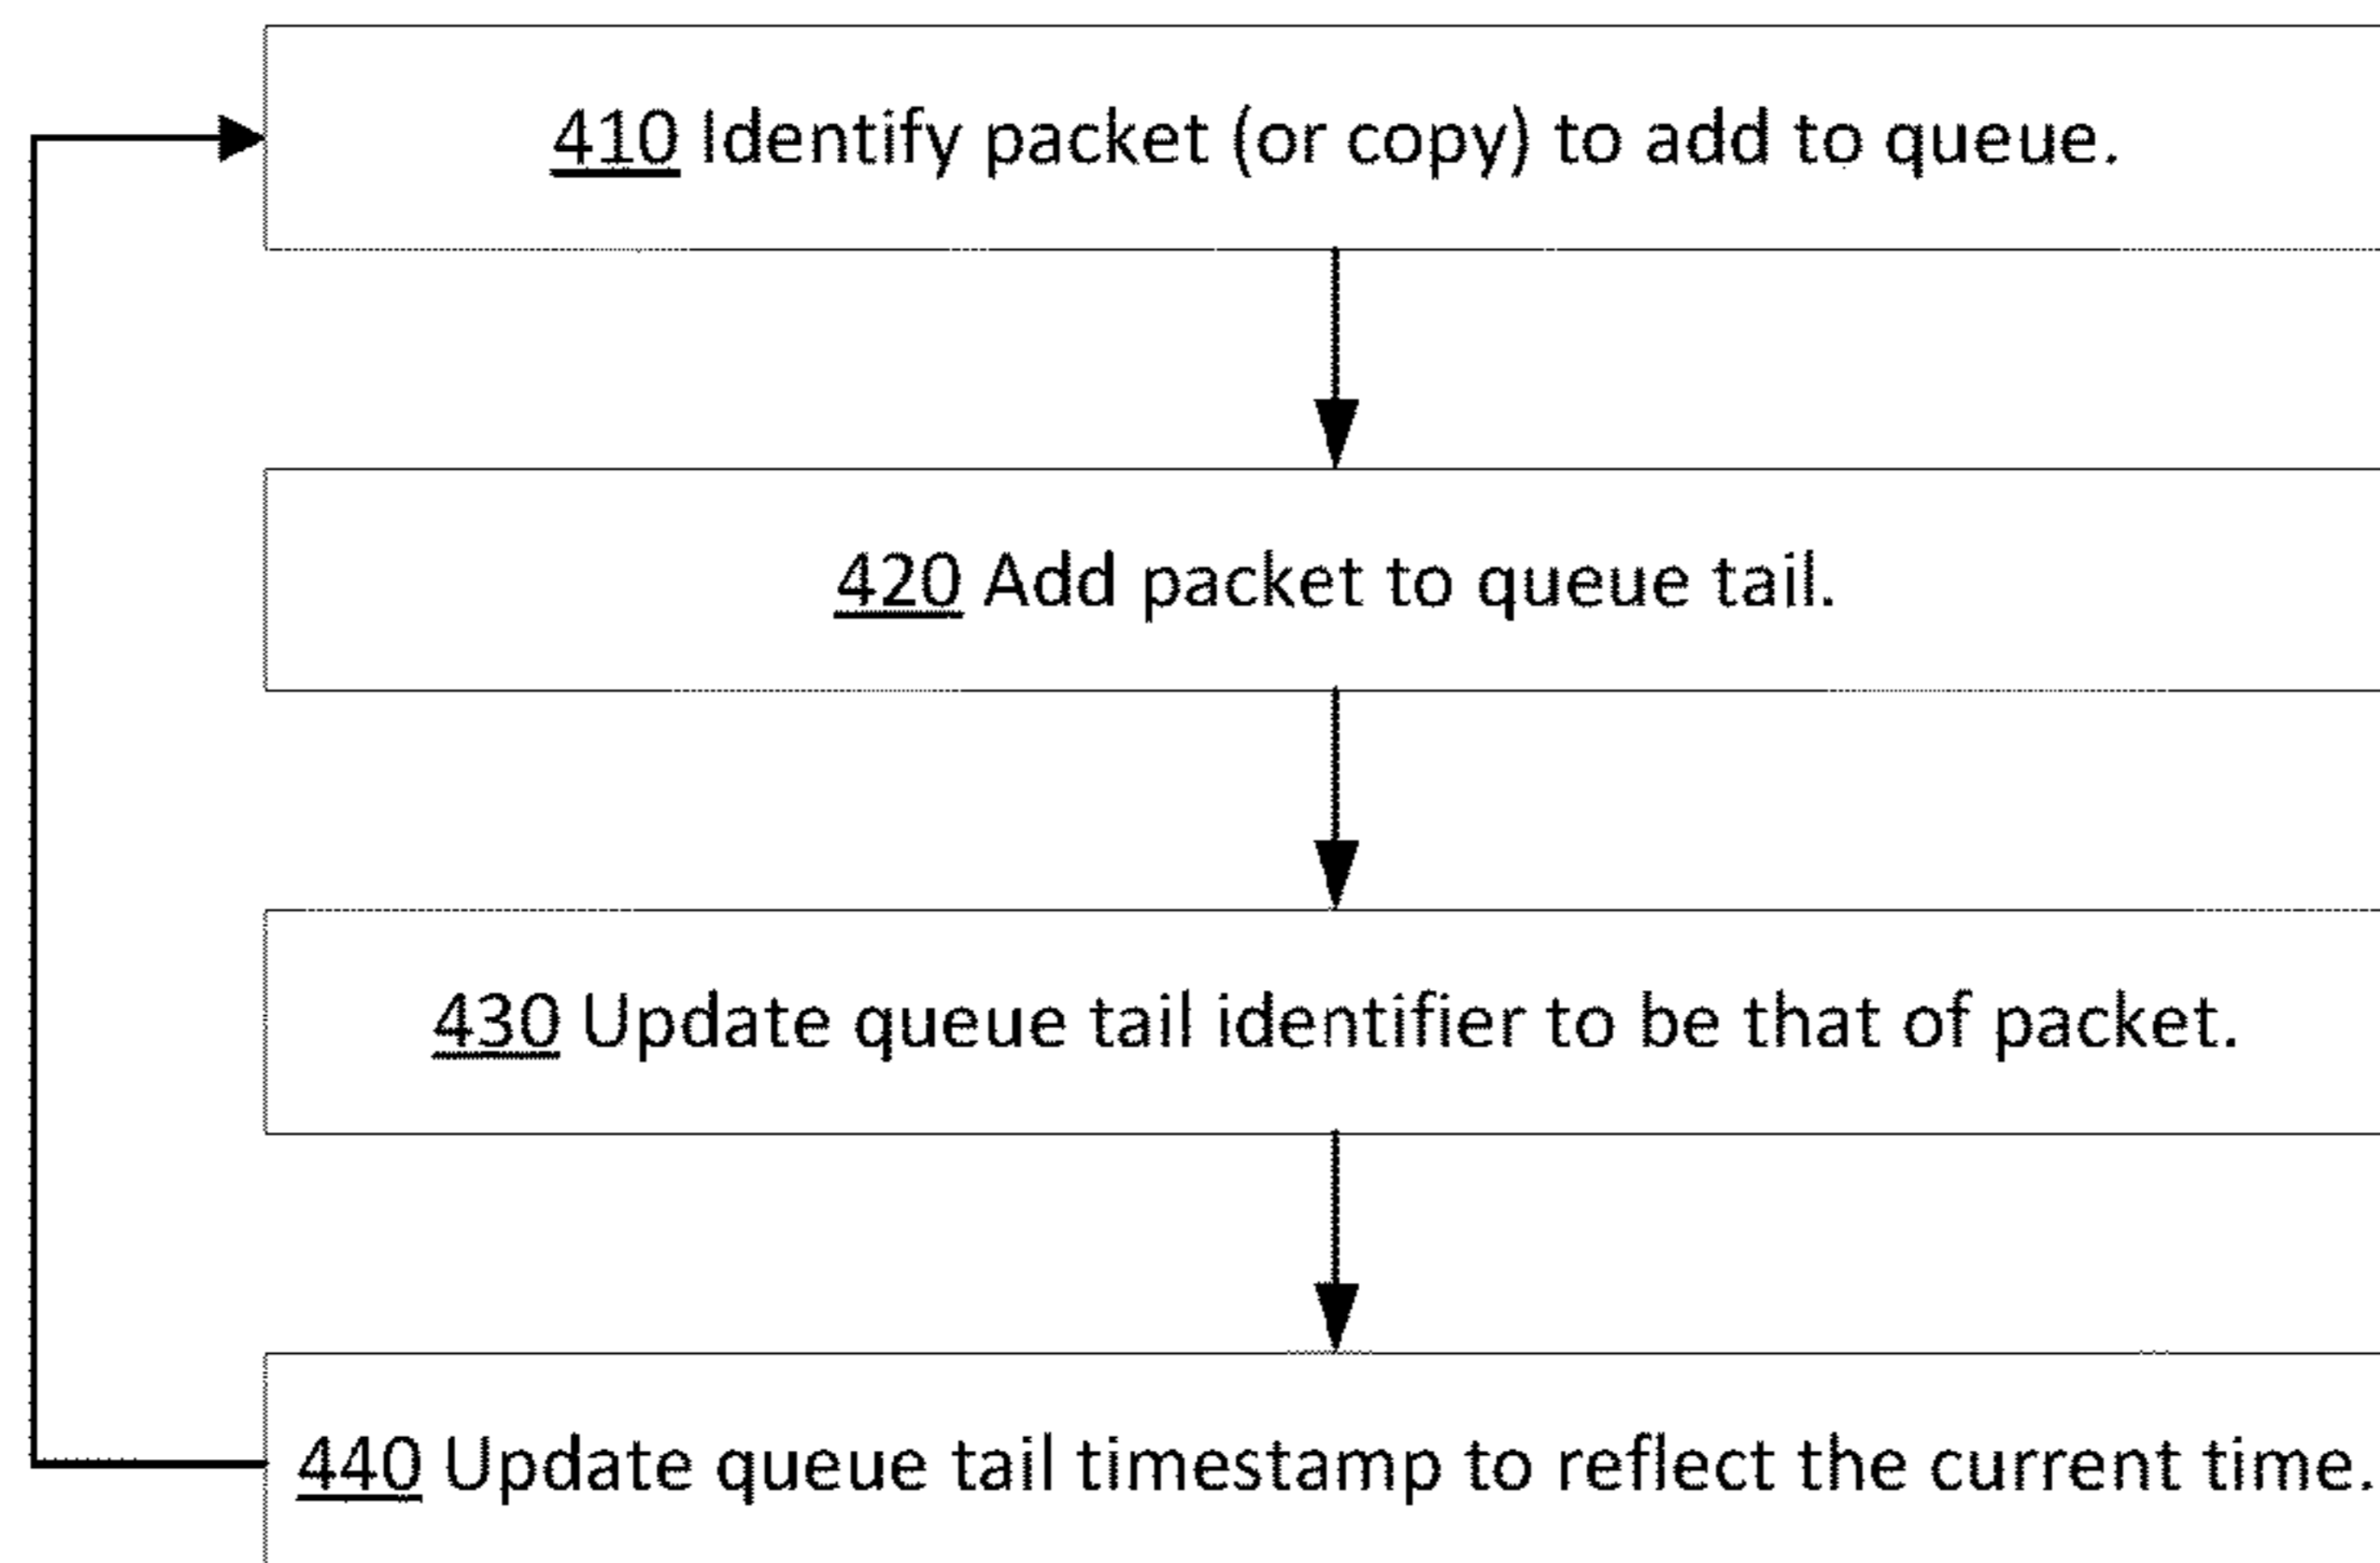 410 Identify packet (or copy) to add to queue.
420 Add packet to queue tail.
430 Update queue tail identifier to be that of packet.
440 Update queue tail timestamp to reflect the current time.